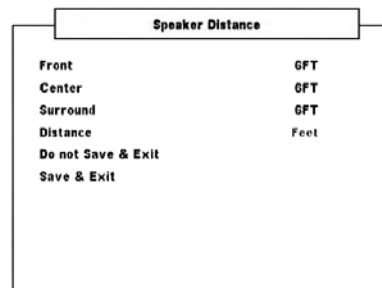 Speaker Distance
Front 6FT
Center 6FT
Surround 6FT
Distance Feet
Do not Save & Exit
Save & Exit